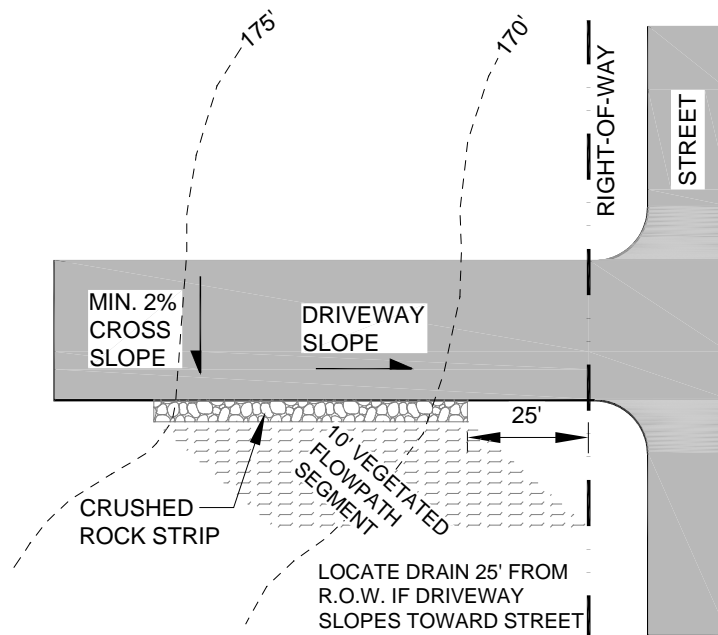 175'
170'
RIGHT-OF-WAY
STREET
MIN. 2%
CROSS
SLOPE
DRIVEWAY
SLOPE
25'
10' VEGETATED
FLOWPATH
SEGMENT
CRUSHED
ROCK STRIP
LOCATE DRAIN 25' FROM
R.O.W. IF DRIVEWAY
SLOPES TOWARD STREET